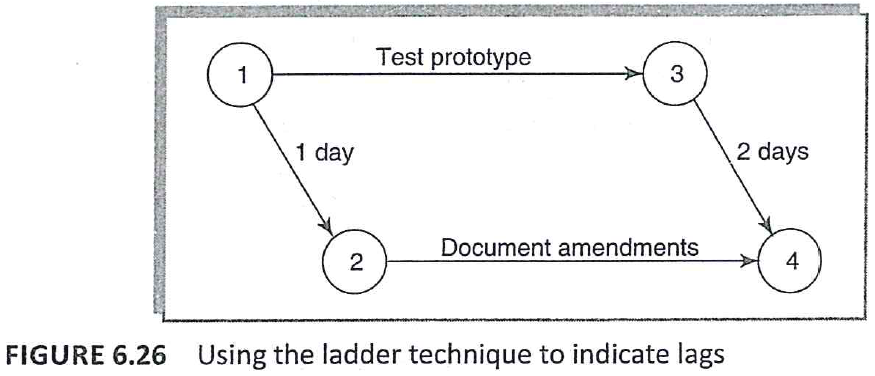 Test prototype
1
3
1 day
2 days
Document amendments
2
4
FIGURE 6.26 Using the ladder technique to indicate lags